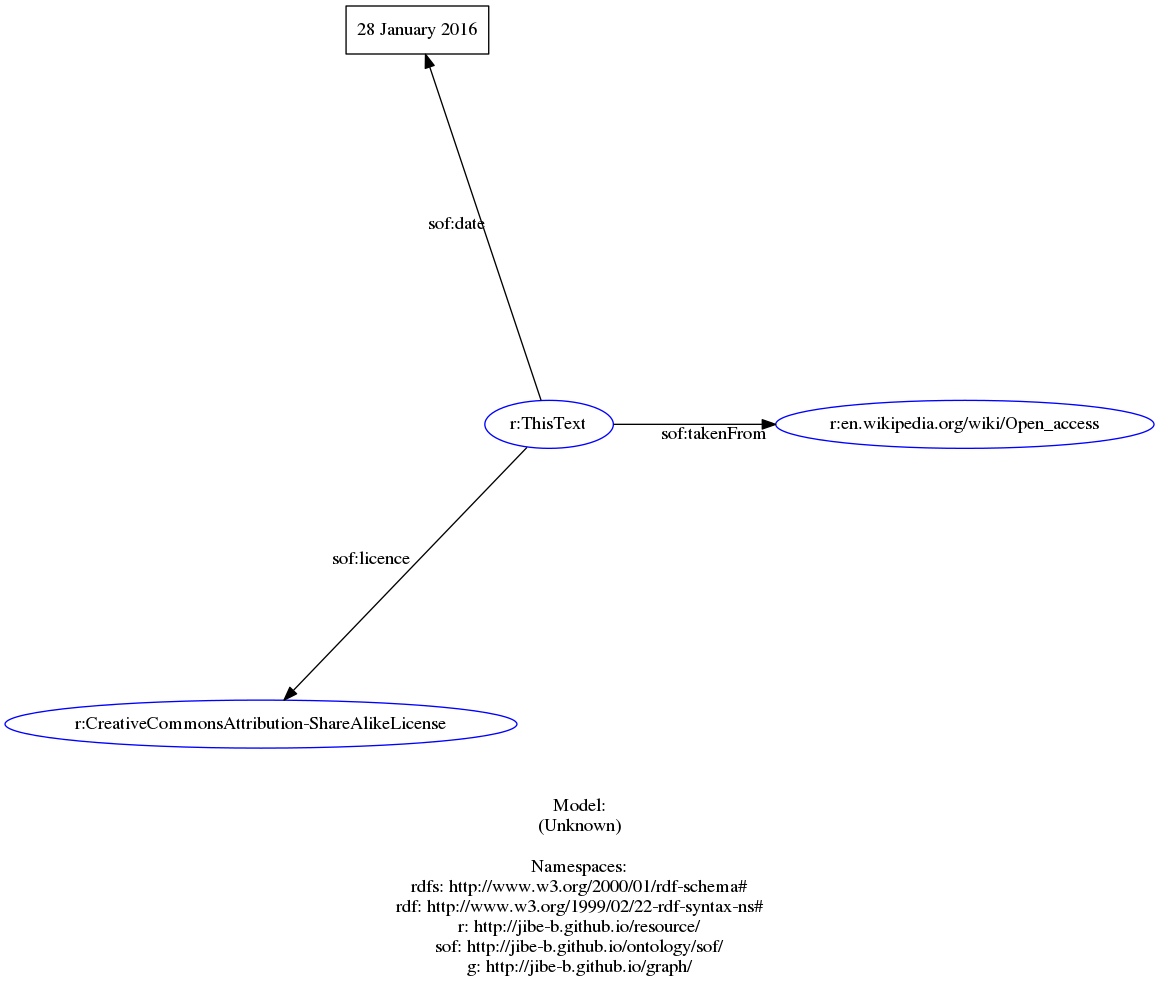 28 January 2016
sof:date
r:ThisText
sof:takenFrom
r:en.wikipedia.org/wiki/Open_access
sof:licence
r:CreativeCommonsAttribution-ShareAlikeLicense
Model:
(Unknown)
Namespaces:
rdfs: http://www.w3.org/2000/01/rdf-schema#
rdf: http://www.w3.org/1999/02/22-rdf-syntax-ns#
r: http://jibe-b.github.io/resource/
sof: http://jibe-b.github.io/ontology/sof/
g: http://jibe-b.github.io/graph/